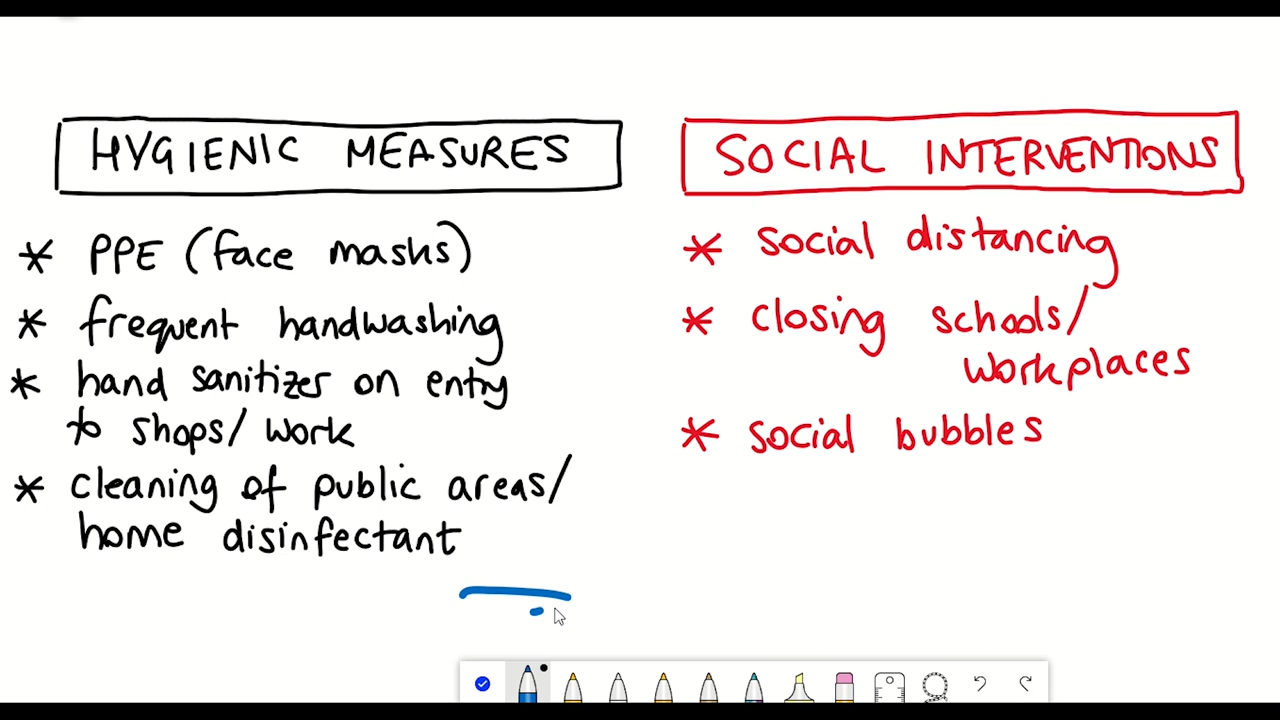 HYGIENIC MEASURES
* PPE (face masks)
* frequent handwashing
* hand sanitizer on entry
to shops/ work
* cleaning of public areas/
home disinfectant
SOCIAL INTERVENTIONS
* social distancing
* closing schools/
workplaces
* social bubbles